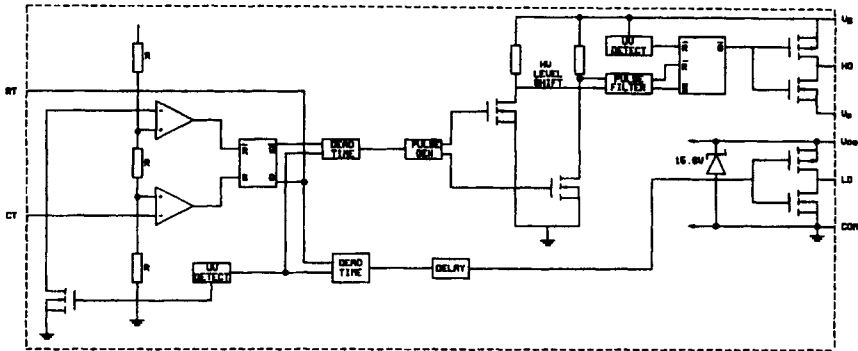 VB
UV
DETECT
R
R
Q
HV
LEVEL
SHIFT
PULSE
FILTER
R
S
HO
RT
VS
VCC
R
R
Q
DEAD
TIME
PULSE
GEN
15.6V
LO
S
Q
CT
COM
R
UV
DETECT
DEAD
TIME
DELAY